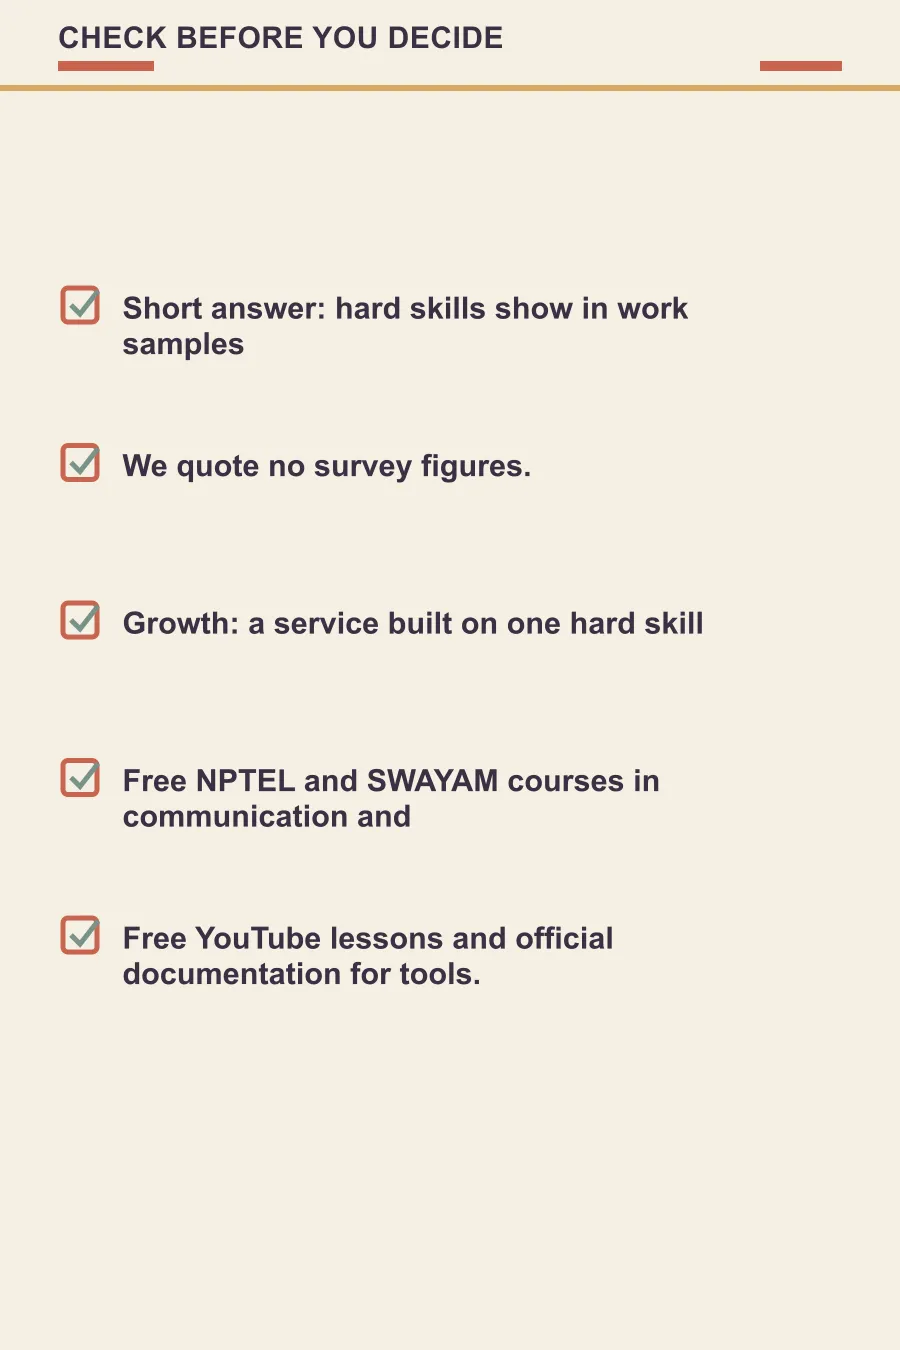 CHECK BEFORE YOU DECIDE
Short answer: hard skills show in work
samples
We quote no survey figures.
Growth: a service built on one hard skill
Free NPTEL and SWAYAM courses in
communication and
Free YouTube lessons and official
documentation for tools.